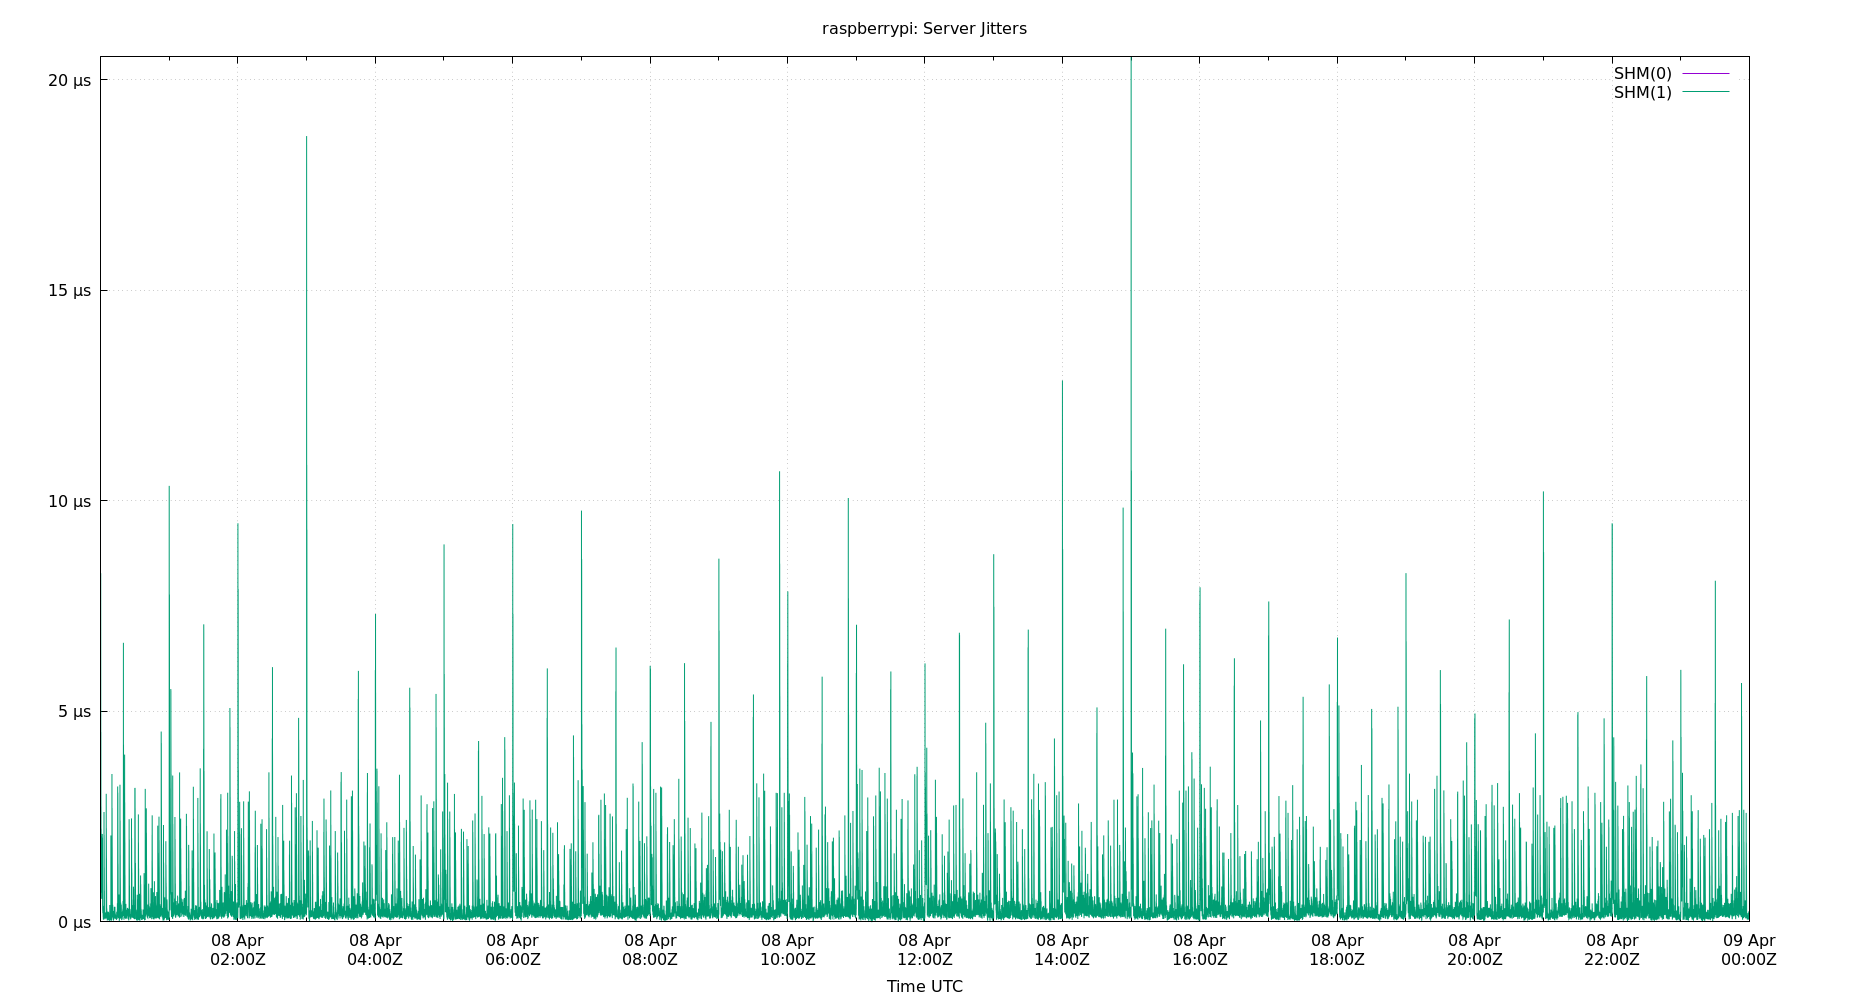 raspberrypi: Server Jitters
20 µs
15 µs
10 µs
5 µs
0 µs
SHM(0)
SHM(1)
08 Apr 08 Apr 08 Apr 08 Apr 08 Apr 08 Apr 08 Apr 08 Apr 08 Apr 08 Apr 08 Apr 09 Apr
02:00Z 04:00Z 06:00Z 08:00Z 10:00Z 12:00Z 14:00Z 16:00Z 18:00Z 20:00Z 22:00Z 00:00Z
Time UTC